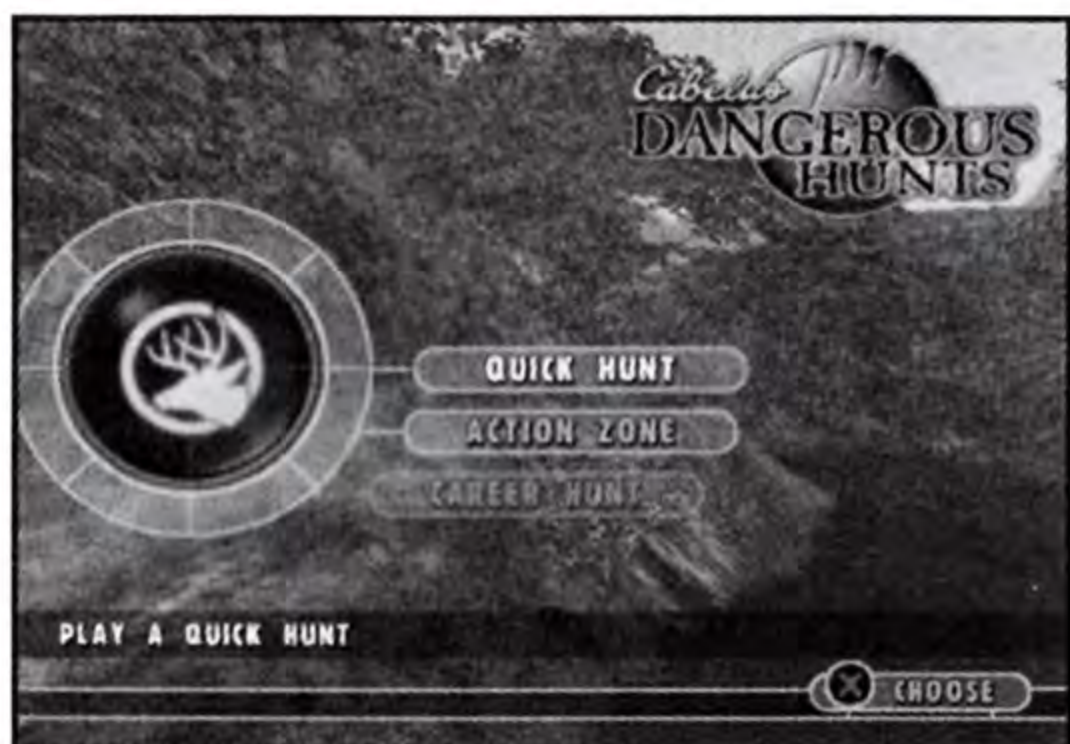 Cabela's
DANGEROUS
HUNTS
QUICK HUNT
ACTION ZONE
CAREER HUNT
PLAY A QUICK HUNT
CHOOSE